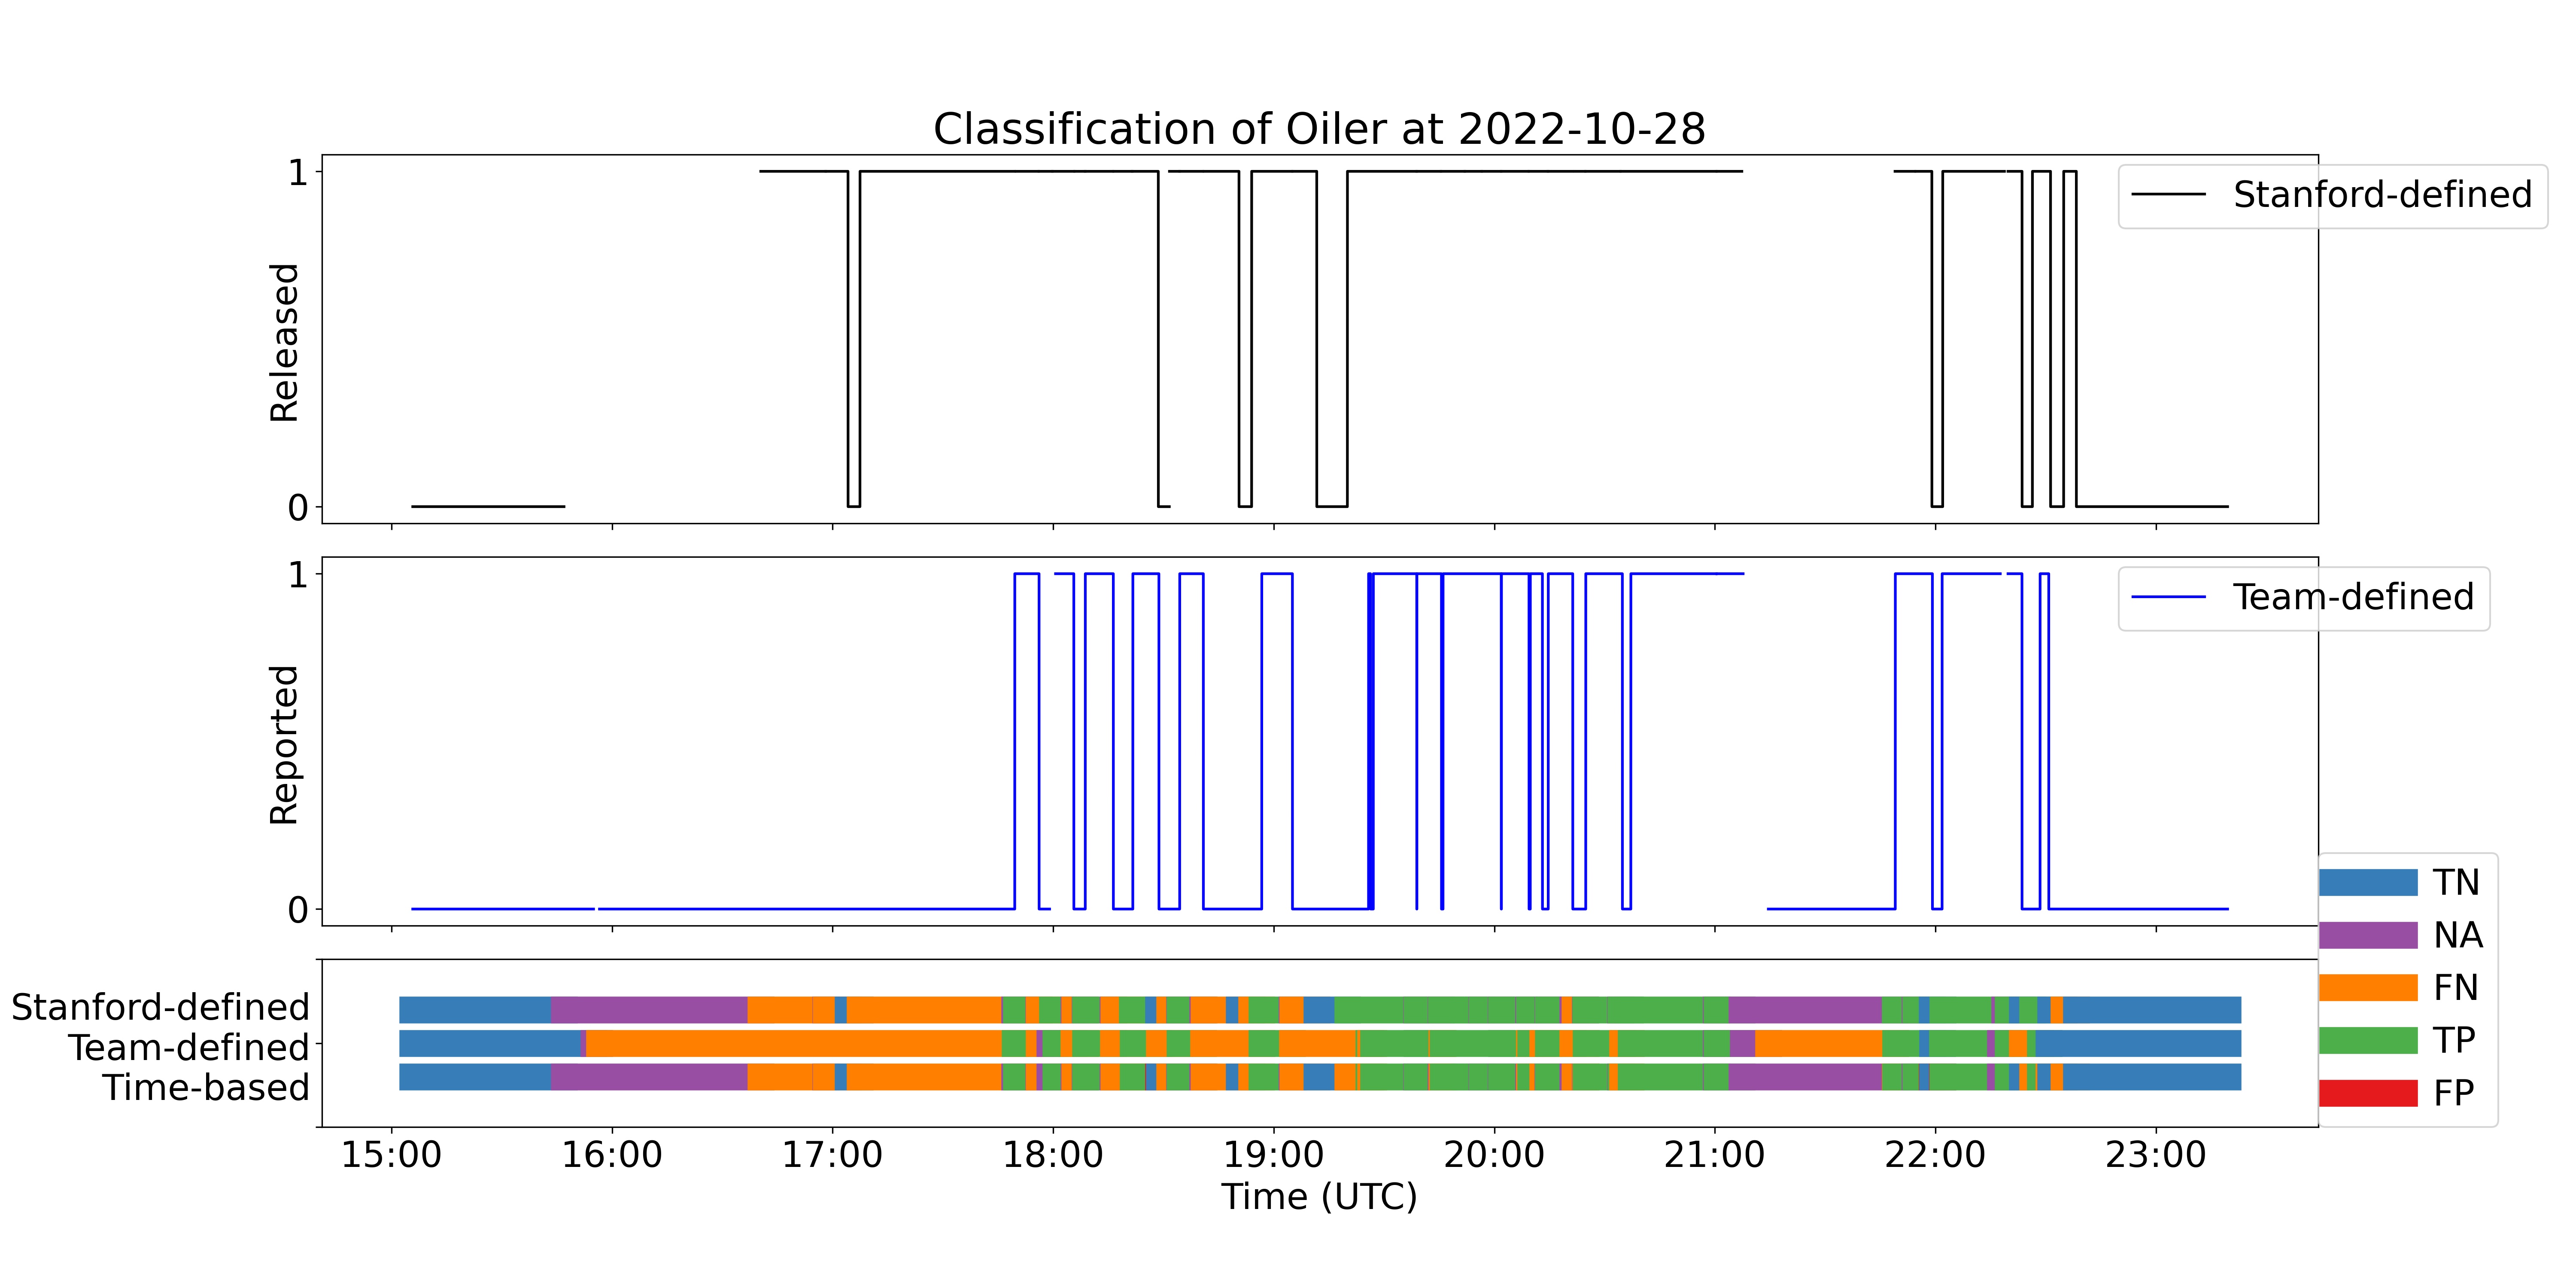 Classification of Oiler at 2022-10-28
1
0
Released
Stanford-defined
1
0
Reported
Team-defined
TN
NA
FN
TP
FP
Stanford-defined
Team-defined
Time-based
15:00 16:00 17:00 18:00 19:00 20:00 21:00 22:00 23:00
Time (UTC)